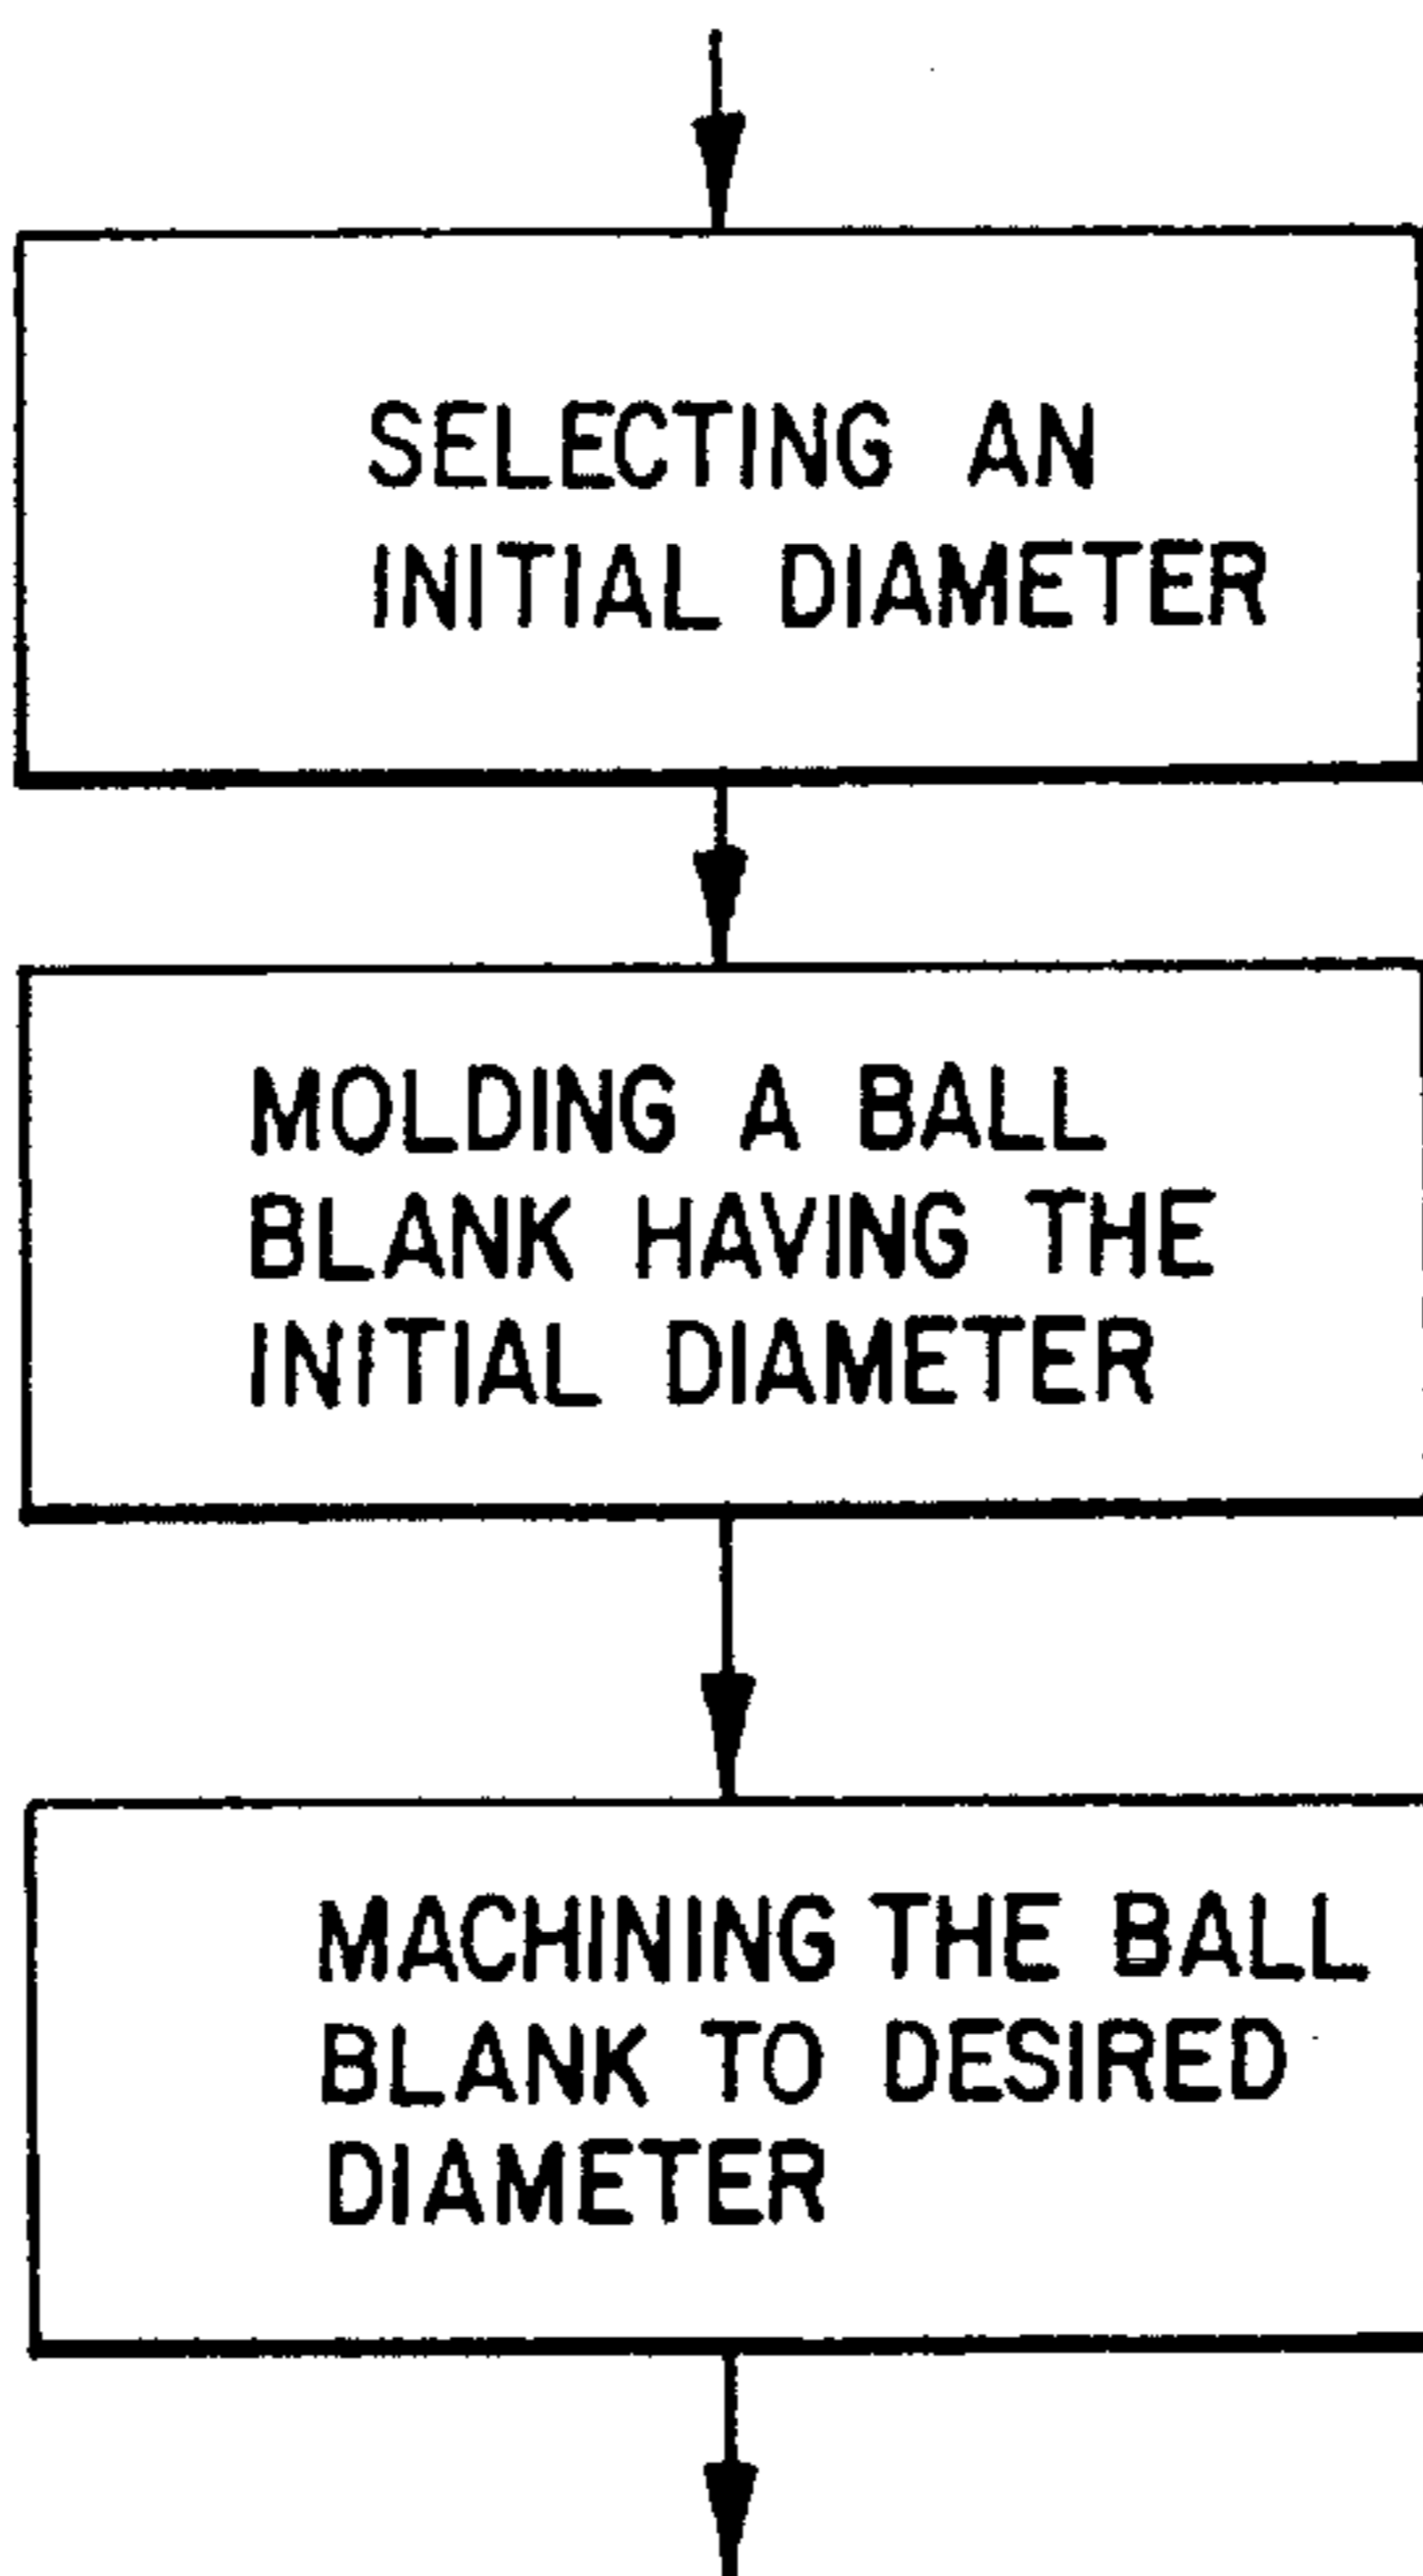 SELECTING AN
INITIAL DIAMETER
MOLDING A BALL
BLANK HAVING THE
INITIAL DIAMETER
MACHINING THE BALL
BLANK TO DESIRED
DIAMETER